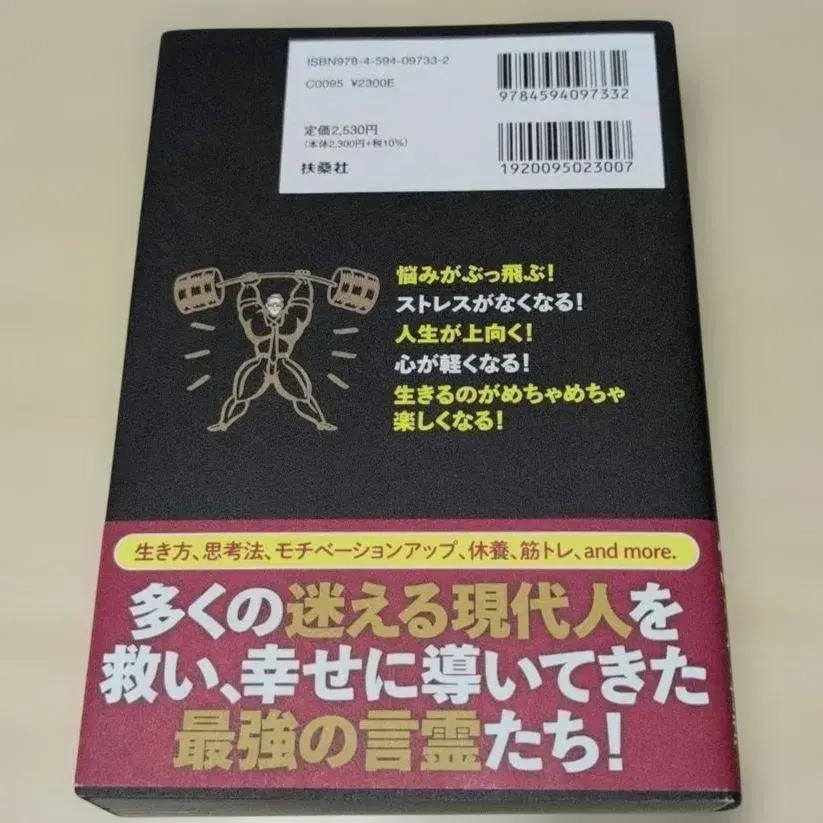 ISBN978-4-594-09733-2
C0095 ¥2300E
9784594097332
定価2,530円
(本体2,300円+税10%)
扶桑社
1920095023007
悩みがぶっ飛ぶ!
ストレスがなくなる!
人生が上向く!
心が軽くなる!
生きるのがめちゃめちゃ
楽しくなる!
生き方、思考法、モチベーションアップ、休養、筋トレ、and more.
多くの迷える現代人を
救い、幸せに導いてきた
最強の言霊たち!